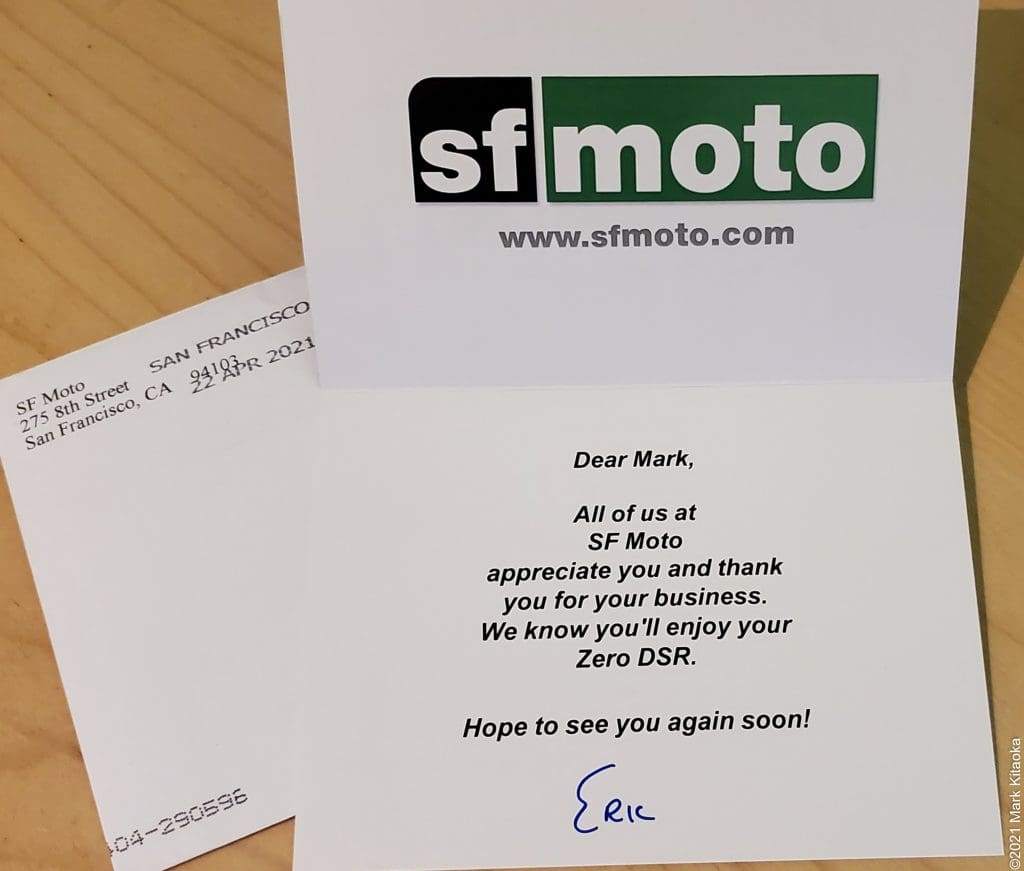 sf moto
www.sfmoto.com
SAN FRANCISCO
22 APR 2021
SF Moto
275 8th Street
San Francisco, CA 94103
Dear Mark,
All of us at
SF Moto
appreciate you and thank
you for your business.
We know you'll enjoy your
Zero DSR.
Hope to see you again soon!
ERIC
04-290596
©2021 Mark Kitaoka